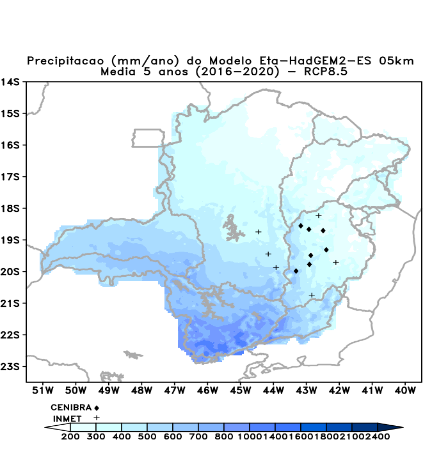 Precipitacao (mm/ano) do Modelo Eta-HadGEM2-ES 05km
Media 5 anos (2016-2020) - RCP8.5
14S
15S
16S
17S
18S
19S
20S
21S
22S
23S
51W 50W 49W 48W 47W 46W 45W 44W 43W 42W 41W 40W
CENIBRA
INMET
200 300 400 500 600 700 800 1000 1200 1400 1600 1800 2100 2400